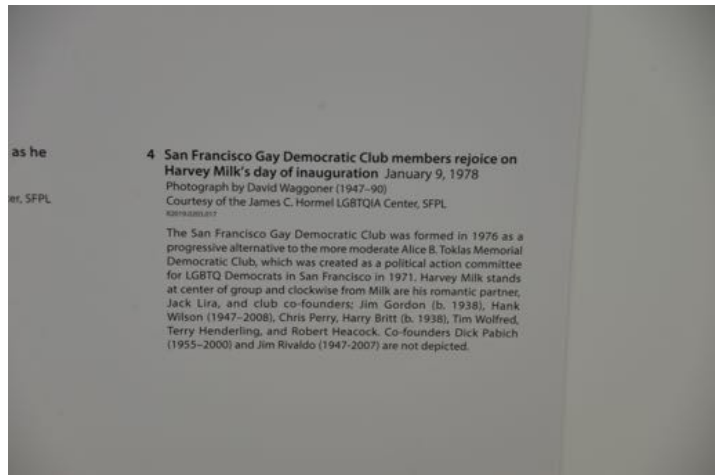 as he
er, SFPL
4 San Francisco Gay Democratic Club members rejoice on
Harvey Milk's day of inauguration January 9, 1978
Photograph by David Waggoner (1947–90)
Courtesy of the James C. Hormel LGBTQIA Center, SFPL
The San Francisco Gay Democratic Club was formed in 1976 as a
progressive alternative to the more moderate Alice B. Toklas Memorial
Democratic Club, which was created as a political action committee
for LGBTQ Democrats in San Francisco in 1971. Harvey Milk stands
at center of group and clockwise from Milk are his romantic partner,
Jack Lira, and club co-founders: Jim Gordon (b. 1938), Hank
Wilson (1947–2008), Chris Perry, Harry Britt (b. 1938), Tim Wolfred,
Terry Henderling, and Robert Heacock. Co-founders Dick Pabich
(1955–2000) and Jim Rivaldo (1947-2007) are not depicted.